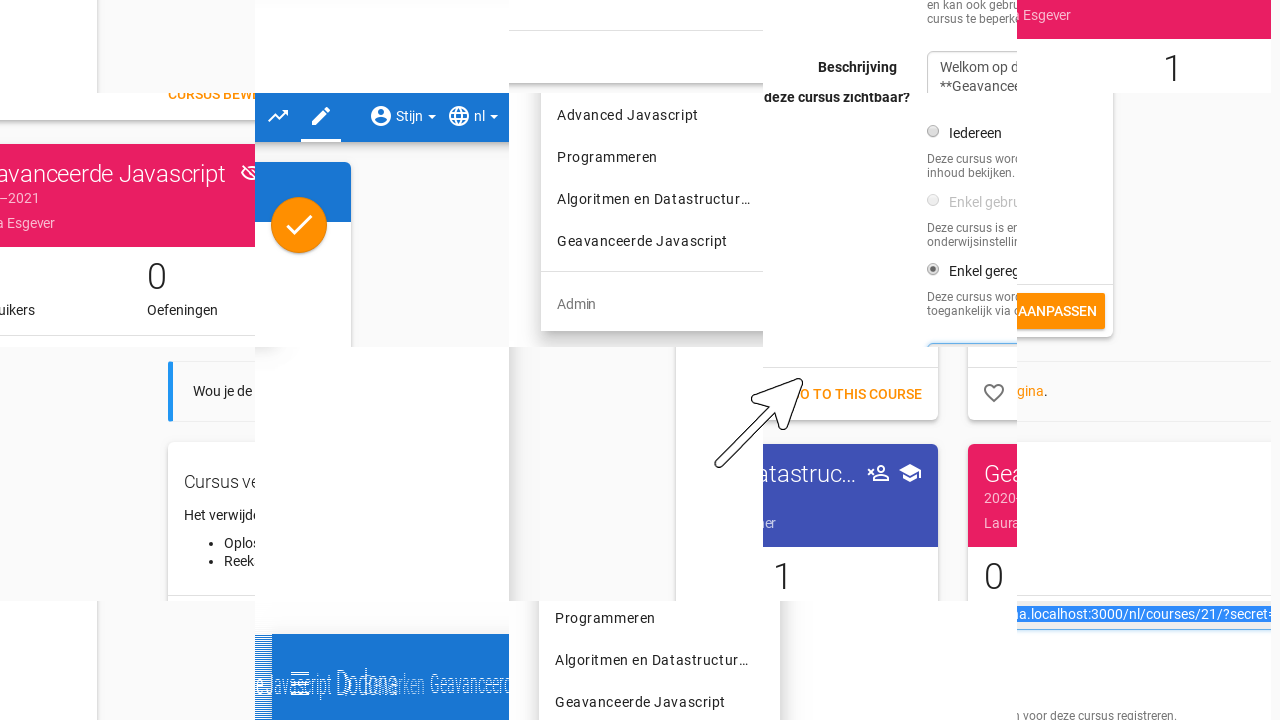 en kan ook gebru
cursus te beperke
Esgever
Beschrijving
Welkom op d
**Geavancee
1
CURSUS BEW
deze cursus zichtbaar?
Stijn
nl
Advanced Javascript
Programmeren
Algoritmen en Datastructur…
Geavanceerde Javascript
Admin
Iedereen
Deze cursus word
inhoud bekijken.
Enkel gebru
Deze cursus is en
onderwijsinstellin
Enkel gereg
Deze cursus word
toegankelijk via d
AANPASSEN
avanceerde Javascript
–2021
a Esgever
0
uikers
Oefeningen
Wou je de
O TO THIS COURSE
gina.
Cursus ve
Het verwijde
Oplos
Reek
atastruc…
ner
1
Gea
2020-
Laura
0
Programmeren
Algoritmen en Datastructur…
Geavanceerde Javascript
na.localhost:3000/nl/courses/21/?secret=
voor deze cursus registreren.
Javascript
Dodona
Geavanceerd